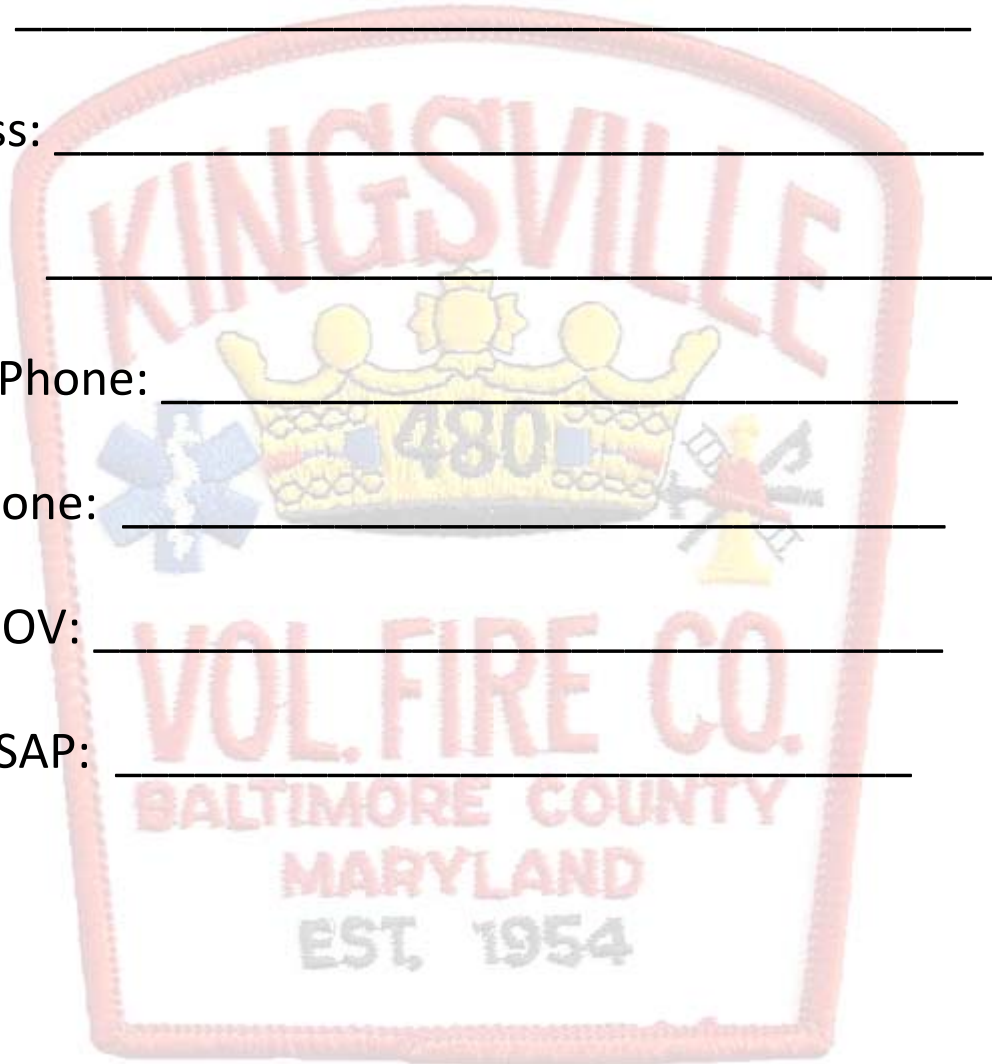 ss:
KINGSVILLE
Phone:
480
one:
OV:
VOL. FIRE CO.
SAP:
BALTIMORE COUNTY
MARYLAND
EST. 1954